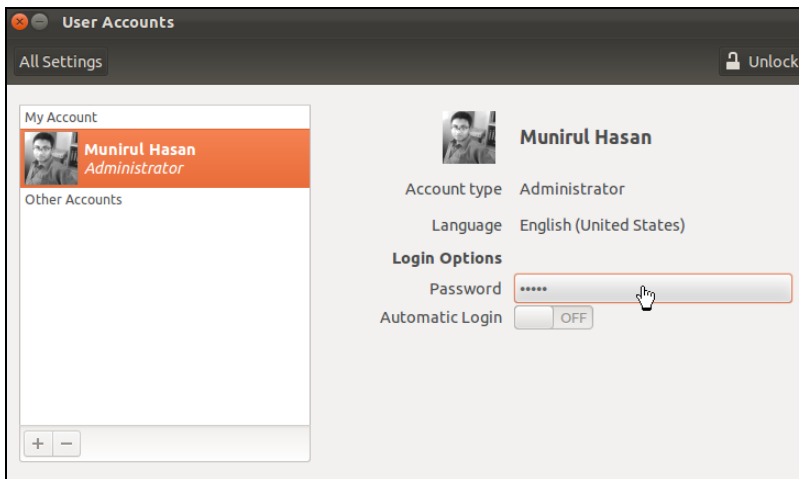 User Accounts
All Settings
Unlock
My Account
Munirul Hasan
Administrator
Other Accounts
Munirul Hasan
Account type Administrator
Language English (United States)
Login Options
Password •••••
Automatic Login OFF
+ −